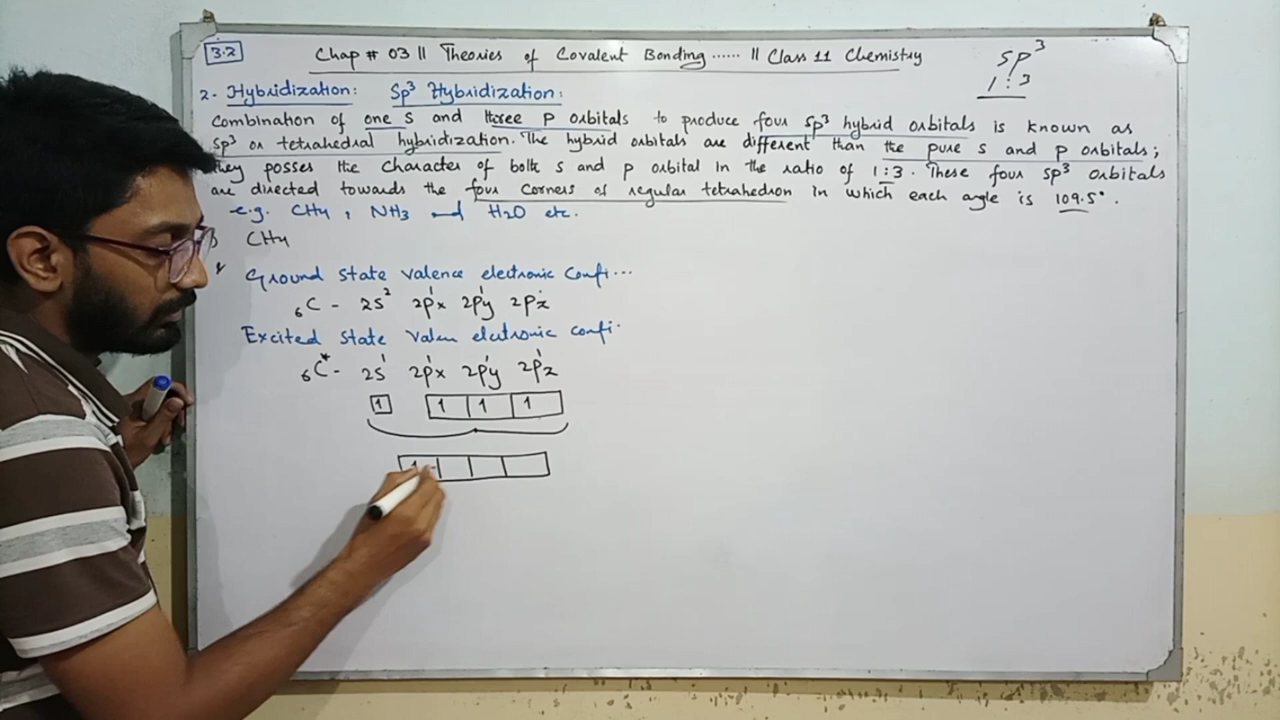 3.2
Chap # 03 || Theories of Covalent Bonding ...... || Class 11 Chemistry
SP³
1 : 3
2- Hybridization: Sp³ Hybridization:
Combination of one S and three P orbitals to produce four Sp³ hybrid orbitals is known as
Sp³ or tetrahedral hybridization. The hybrid orbitals are different than the pure s and p orbitals;
they posses the character of both s and p orbital in the ratio of 1:3. These four sp³ orbitals
are directed towards the four corners of regular tetrahedron in which each angle is 109.5°.
e.g. CH₄, NH₃ and H₂O etc.
CH₄
Ground State valence electronic Confi...
₆C - 2S² 2p¹x 2p¹y 2pz
Excited State Valen electronic confi.
₆C* - 2S¹ 2p¹x 2p¹y 2p¹z
1 1 1 1
1